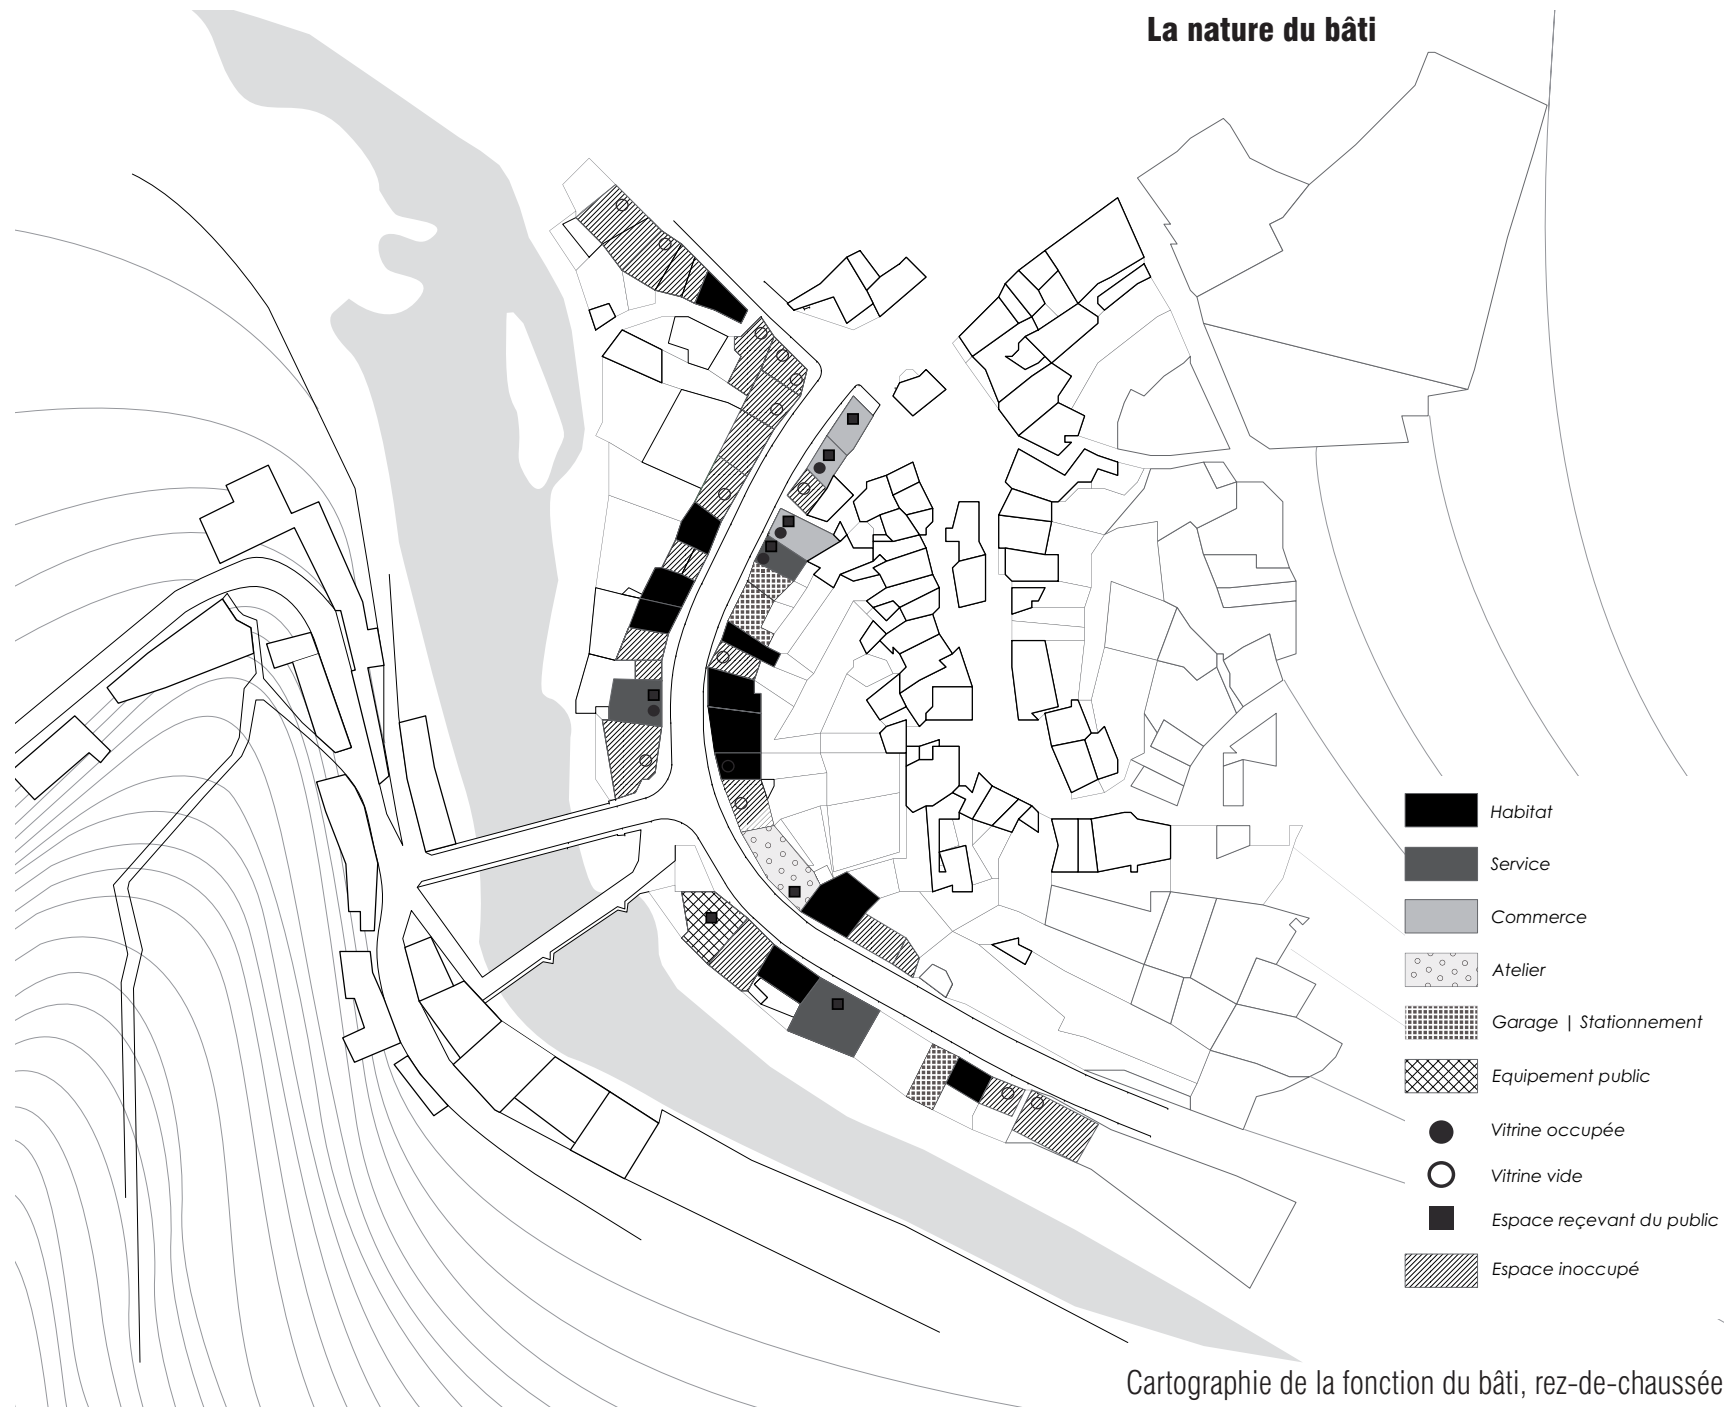 La nature du bâti
Habitat
Service
Commerce
Atelier
Garage | Stationnement
Equipement public
Vitrine occupée
Vitrine vide
Espace reçevant du public
Espace inoccupé
Cartographie de la fonction du bâti, rez-de-chaussée